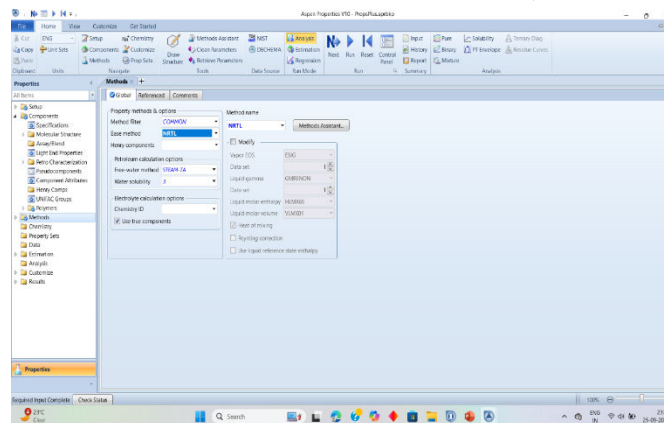 Aspen Properties V10 - PropsPlus.aprbkp
File Home View Customize Get Started
Cut ENG Setup Chemistry Methods Assistant NIST Analysis Input Pure Solubility Ternary Diag
Copy Unit Sets Components Customize Draw Structure Clean Parameters DECHEMA Estimation Next Run Reset Control Panel History Binary PT Envelope Residue Curves
Paste Methods Prop Sets Retrieve Parameters Regression Report Mixture
Clipboard Units Navigate Tools Data Source Run Mode Run Summary Analysis
Properties
All Items
Setup
Components
Specifications
Molecular Structure
Assay/Blend
Light End Properties
Petro Characterization
Pseudocomponents
Component Attributes
Henry Comps
UNIFAC Groups
Polymers
Methods
Chemistry
Property Sets
Data
Estimation
Analysis
Customize
Results
Properties
Methods × +
Global Referenced Comments
Property methods & options
Method filter COMMON
Base method NRTL
Henry components
Petroleum calculation options
Free-water method STEAM-TA
Water solubility 3
Electrolyte calculation options
Chemistry ID
Use true components
Method name
NRTL Methods Assistant...
Modify
Vapor EOS ESIG
Data set 1
Liquid gamma GMRENON
Data set 1
Liquid molar enthalpy HLMX86
Liquid molar volume VLMX01
Heat of mixing
Poynting correction
Use liquid reference state enthalpy
Required Input Complete Check Status 100%
23°C
Clear
Search
ENG
IN